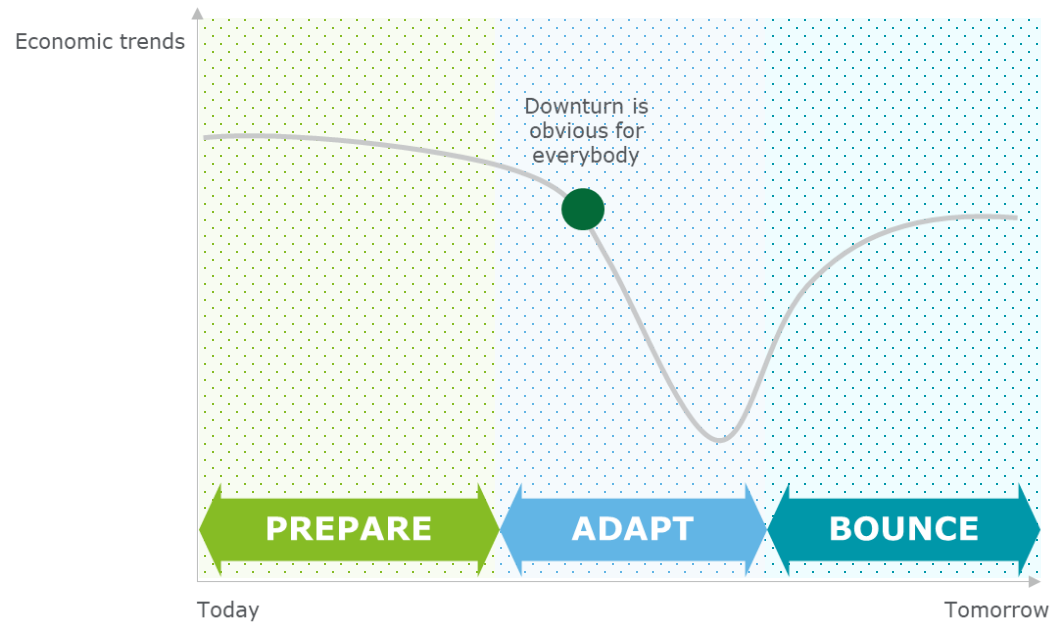 Economic trends
Downturn is
obvious for
everybody
PREPARE
ADAPT
BOUNCE
Today
Tomorrow